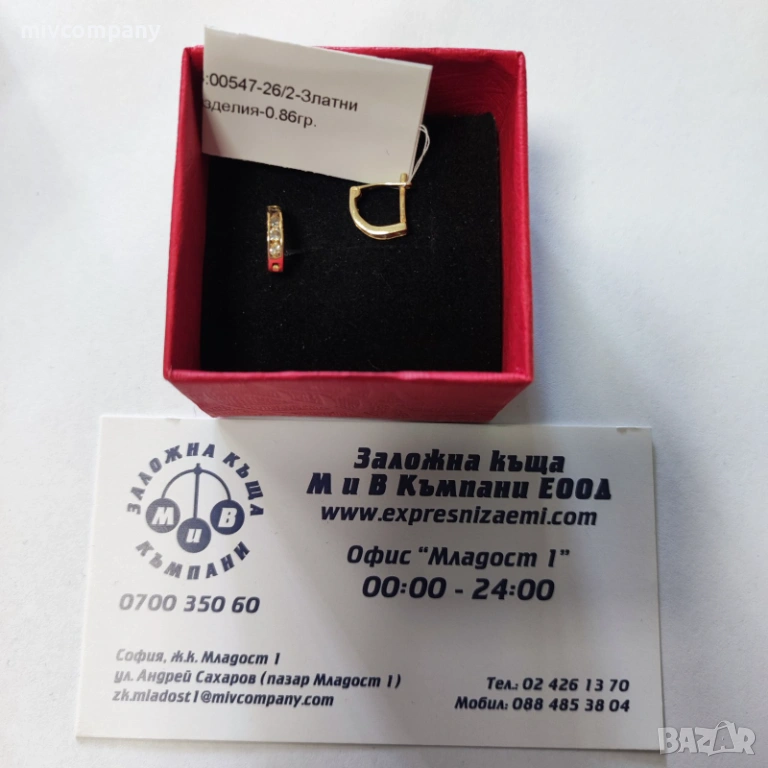 mivcompany
:00547-26/2-Златни
зделия-0.86гр.
ЗАЛОЖНА КЪЩА
М И В
КЪМПАНИ
0700 350 60
Заложна къща
М и В Къмпани ЕООД
www.expresnizaemi.com
Офис "Младост 1"
00:00 - 24:00
София, ж.к. Младост 1
ул. Андрей Сахаров (пазар Младост 1)
zk.mladost1@mivcompany.com
Тел.: 02 426 13 70
Мобил: 088 485 38 04
BAZAR